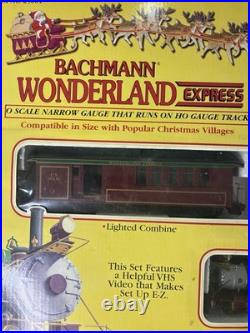 BACHMANN®
WONDERLAND EXPRESS
O SCALE NARROW GAUGE THAT RUNS ON HO GAUGE TRACK
Compatible in Size with Popular Christmas Villages
•Lighted Combine
This Set Features
a Helpful VHS
Video that Makes
Set Up E-Z.